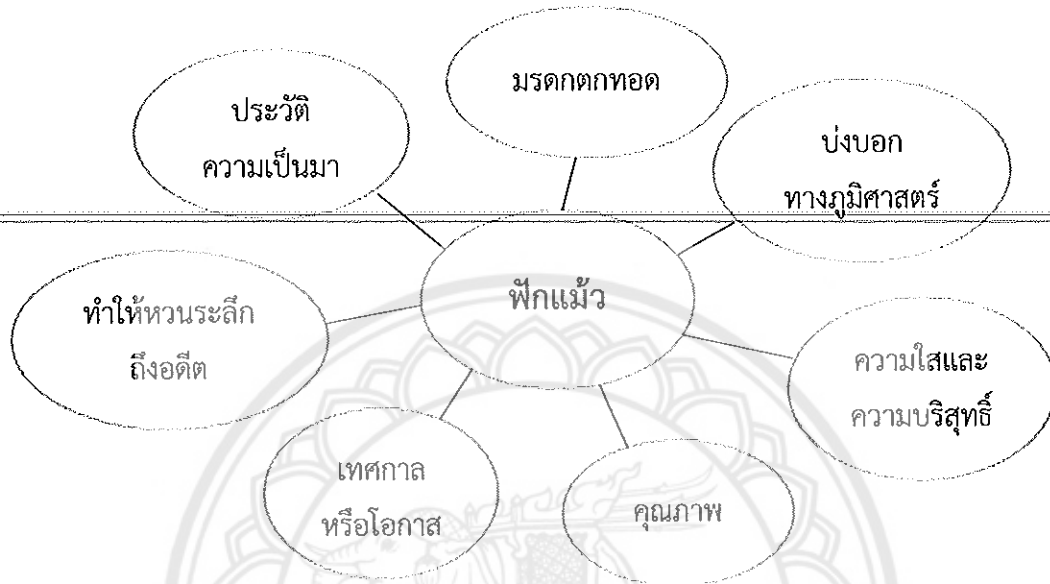 มรดกตกทอด
ประวัติ
ความเป็นมา
บ่งบอก
ทางภูมิศาสตร์
ฟักแม้ว
ทำให้หวนระลึก
ถึงอดีต
ความใสและ
ความบริสุทธิ์
เทศกาล
หรือโอกาส
คุณภาพ